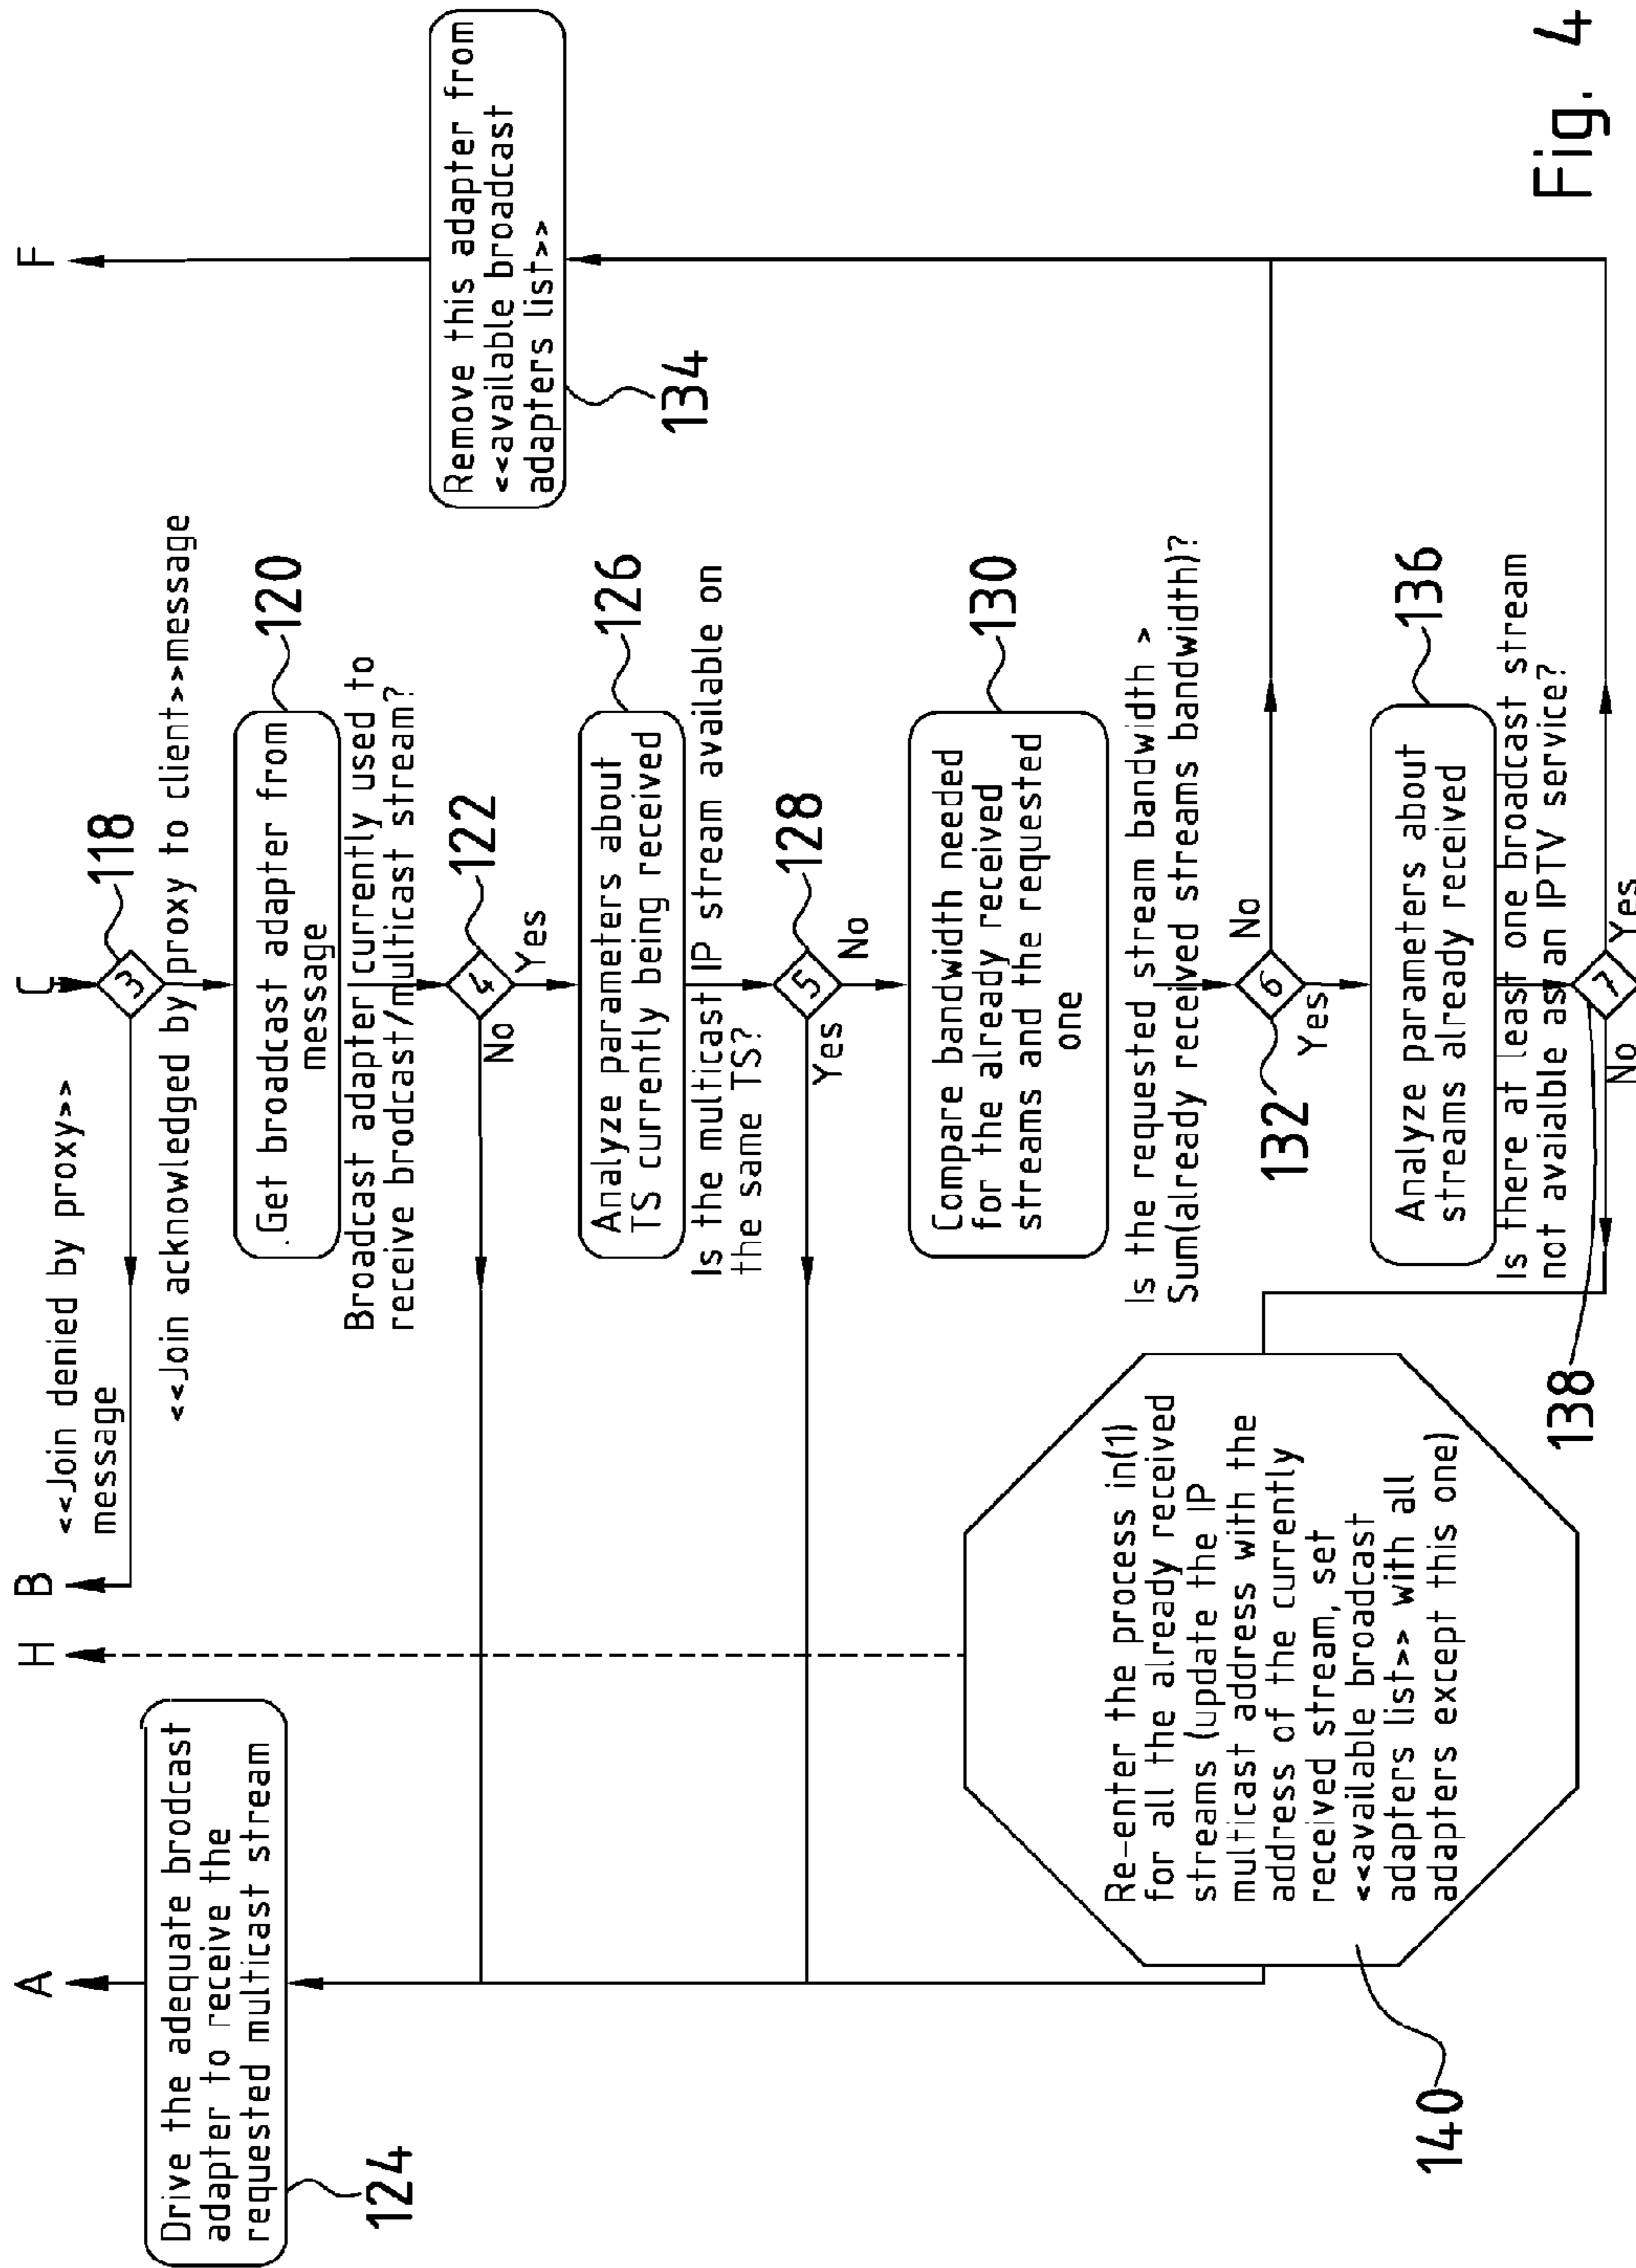 A
H
B
C
F
<<Join denied by proxy>>
message
3
118
<<Join acknowledged by proxy to client>>message
Drive the adequate brodcast
adapter to receive the
requested multicast stream
124
Get broadcast adapter from
message
120
Broadcast adapter currently used to
receive brodcast/multicast stream?
4
122
No
Yes
Analyze parameters about
TS currently being received
126
Is the multicast IP stream available on
the same TS?
5
128
Yes
No
Compare bandwidth needed
for the already received
streams and the requested
one
130
Is the requested stream bandwidth >
Sum(already received streams bandwidth)?
6
132
No
Yes
Remove this adapter from
<<available broadcast
adapters list>>
134
Analyze parameters about
streams already received
136
Is there at least one broadcast stream
not avaialble as an IPTV service?
7
138
No
Yes
Re-enter the process in(1)
for all the already received
streams (update the IP
multicast address with the
address of the currently
received stream, set
<<available broadcast
adapters list>> with all
adapters except this one)
140
Fig. 4